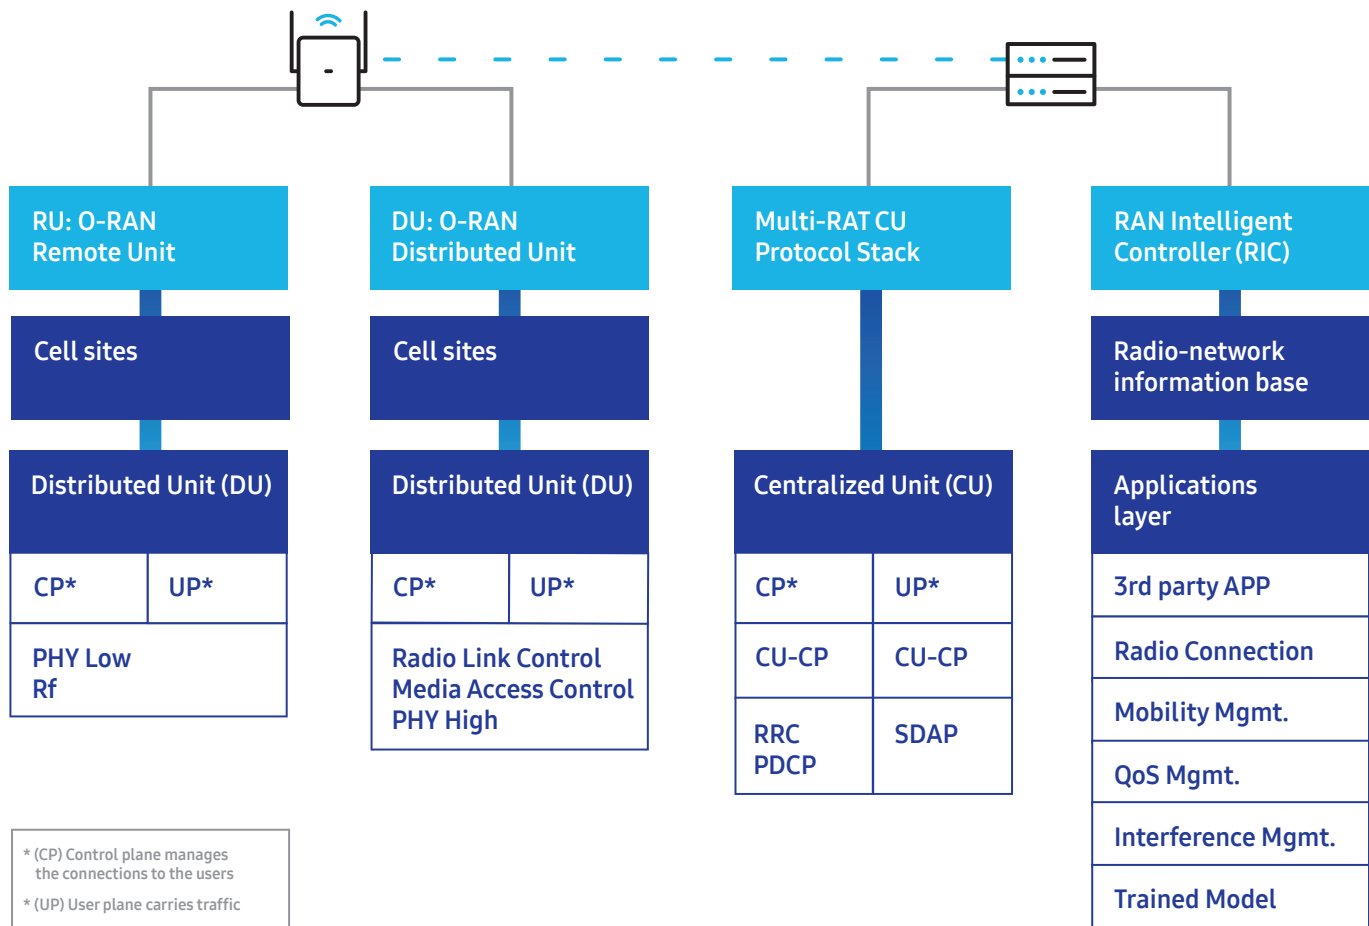 RU: O-RAN
Remote Unit
Cell sites
Distributed Unit (DU)
CP*
UP*
PHY Low
Rf
DU: O-RAN
Distributed Unit
Cell sites
Distributed Unit (DU)
CP*
UP*
Radio Link Control
Media Access Control
PHY High
Multi-RAT CU
Protocol Stack
Centralized Unit (CU)
CP*
UP*
CU-CP
CU-CP
RRC
PDCP
SDAP
RAN Intelligent
Controller (RIC)
Radio-network
information base
Applications
layer
3rd party APP
Radio Connection
Mobility Mgmt.
QoS Mgmt.
Interference Mgmt.
Trained Model
* (CP) Control plane manages
the connections to the users
* (UP) User plane carries traffic